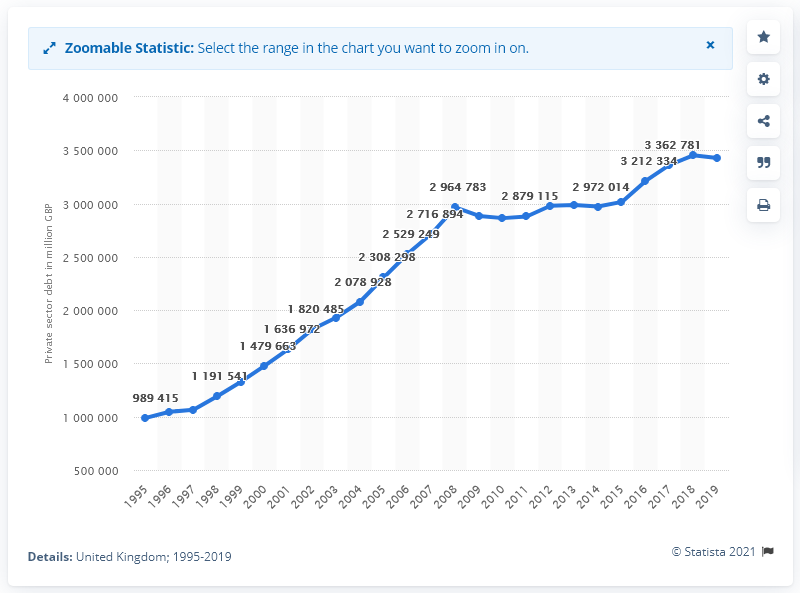 Zoomable Statistic: Select the range in the chart you want to zoom in on.
4 000 000
3 500 000
3 000 000
2 500 000
2 000 000
1 500 000
1 000 000
500 000
Private sector debt in million GBP
989 415
1 191 541
1 479 663
1 636 972
1 820 485
2 078 928
2 308 298
2 529 249
2 716 894
2 964 783
2 879 115
2 972 014
3 212 334
3 362 781
1995
1996
1997
1998
1999
2000
2001
2002
2003
2004
2005
2006
2007
2008
2009
2010
2011
2012
2013
2014
2015
2016
2017
2018
2019
Details: United Kingdom; 1995-2019
© Statista 2021